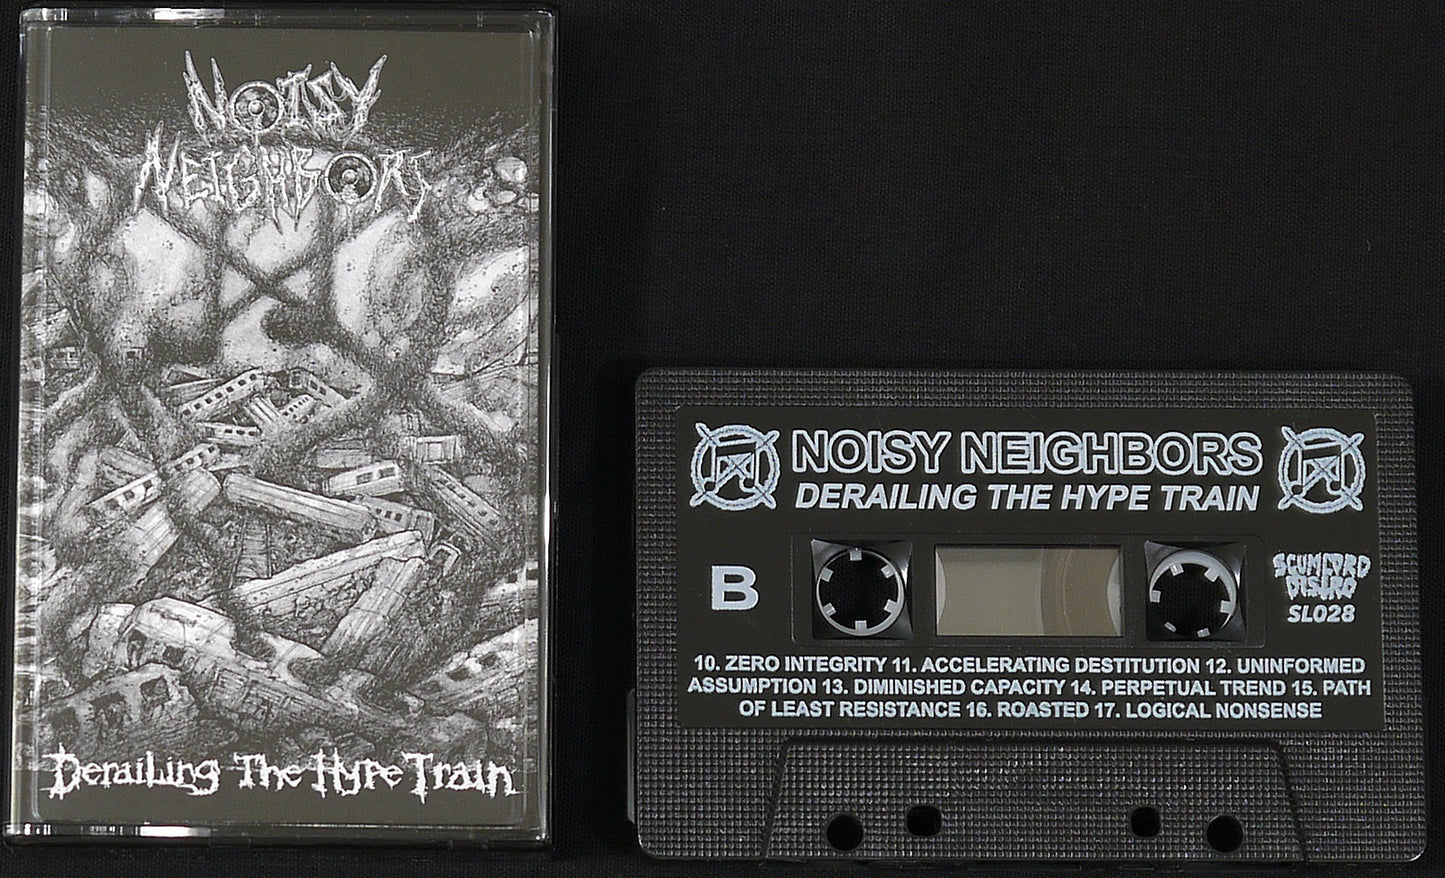 NOISY
NEIGHBORS
Derailing The Hype Train
NOISY NEIGHBORS
DERAILING THE HYPE TRAIN
B
SCUMLORD
DISTRO
SL028
10. ZERO INTEGRITY 11. ACCELERATING DESTITUTION 12. UNINFORMED
ASSUMPTION 13. DIMINISHED CAPACITY 14. PERPETUAL TREND 15. PATH
OF LEAST RESISTANCE 16. ROASTED 17. LOGICAL NONSENSE